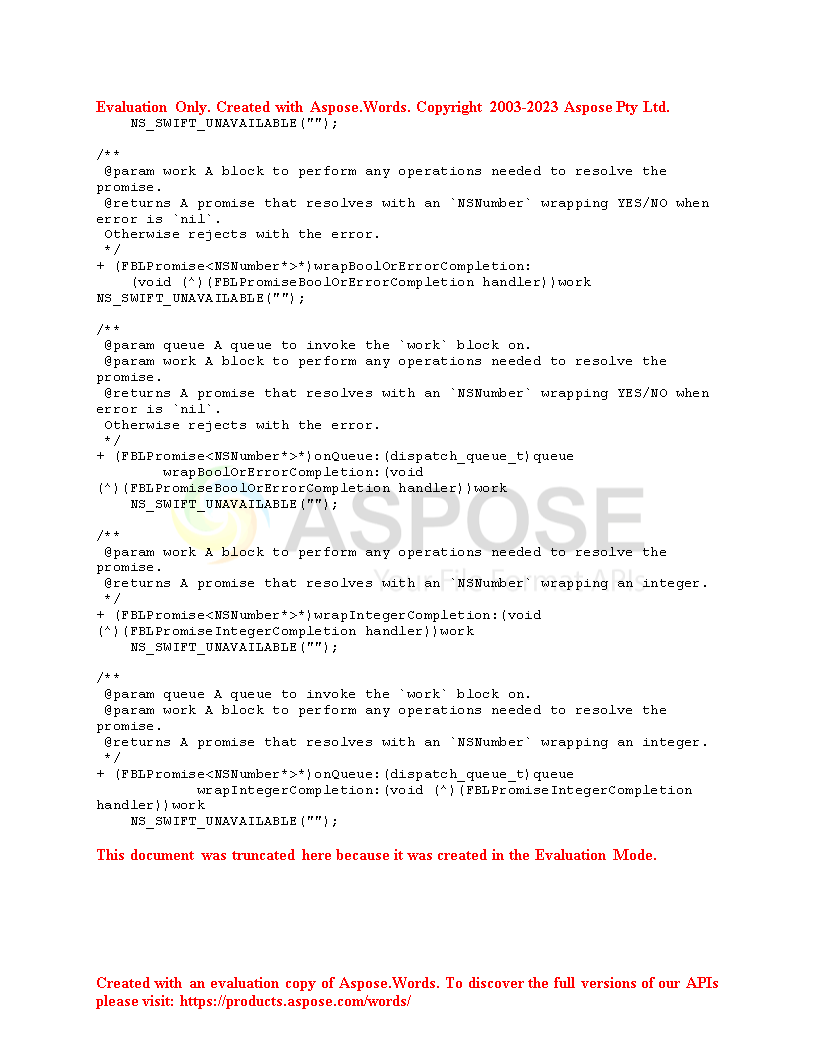 Evaluation Only. Created with Aspose.Words. Copyright 2003-2023 Aspose Pty Ltd.
    NS_SWIFT_UNAVAILABLE("");

/**
 @param work A block to perform any operations needed to resolve the
promise.
 @returns A promise that resolves with an `NSNumber` wrapping YES/NO when
error is `nil`.
 Otherwise rejects with the error.
 */
+ (FBLPromise<NSNumber*>*)wrapBoolOrErrorCompletion:
    (void (^)(FBLPromiseBoolOrErrorCompletion handler))work
NS_SWIFT_UNAVAILABLE("");

/**
 @param queue A queue to invoke the `work` block on.
 @param work A block to perform any operations needed to resolve the
promise.
 @returns A promise that resolves with an `NSNumber` wrapping YES/NO when
error is `nil`.
 Otherwise rejects with the error.
 */
+ (FBLPromise<NSNumber*>*)onQueue:(dispatch_queue_t)queue
        wrapBoolOrErrorCompletion:(void
(^)(FBLPromiseBoolOrErrorCompletion handler))work
    NS_SWIFT_UNAVAILABLE("");

/**
 @param work A block to perform any operations needed to resolve the
promise.
 @returns A promise that resolves with an `NSNumber` wrapping an integer.
 */
+ (FBLPromise<NSNumber*>*)wrapIntegerCompletion:(void
(^)(FBLPromiseIntegerCompletion handler))work
    NS_SWIFT_UNAVAILABLE("");

/**
 @param queue A queue to invoke the `work` block on.
 @param work A block to perform any operations needed to resolve the
promise.
 @returns A promise that resolves with an `NSNumber` wrapping an integer.
 */
+ (FBLPromise<NSNumber*>*)onQueue:(dispatch_queue_t)queue
            wrapIntegerCompletion:(void (^)(FBLPromiseIntegerCompletion
handler))work
    NS_SWIFT_UNAVAILABLE("");

This document was truncated here because it was created in the Evaluation Mode.

ASPOSE
Your File Format APIs

Created with an evaluation copy of Aspose.Words. To discover the full versions of our APIs
please visit: https://products.aspose.com/words/